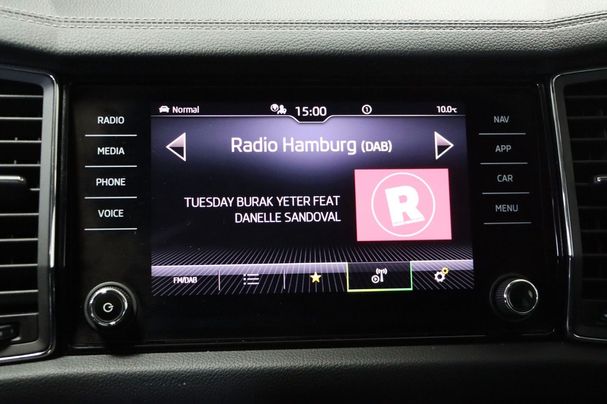 Normal
15:00
1
10.0°C
RADIO
MEDIA
PHONE
VOICE
Radio Hamburg (DAB)
TUESDAY BURAK YETER FEAT
DANELLE SANDOVAL
R
FM/DAB
NAV
APP
CAR
MENU